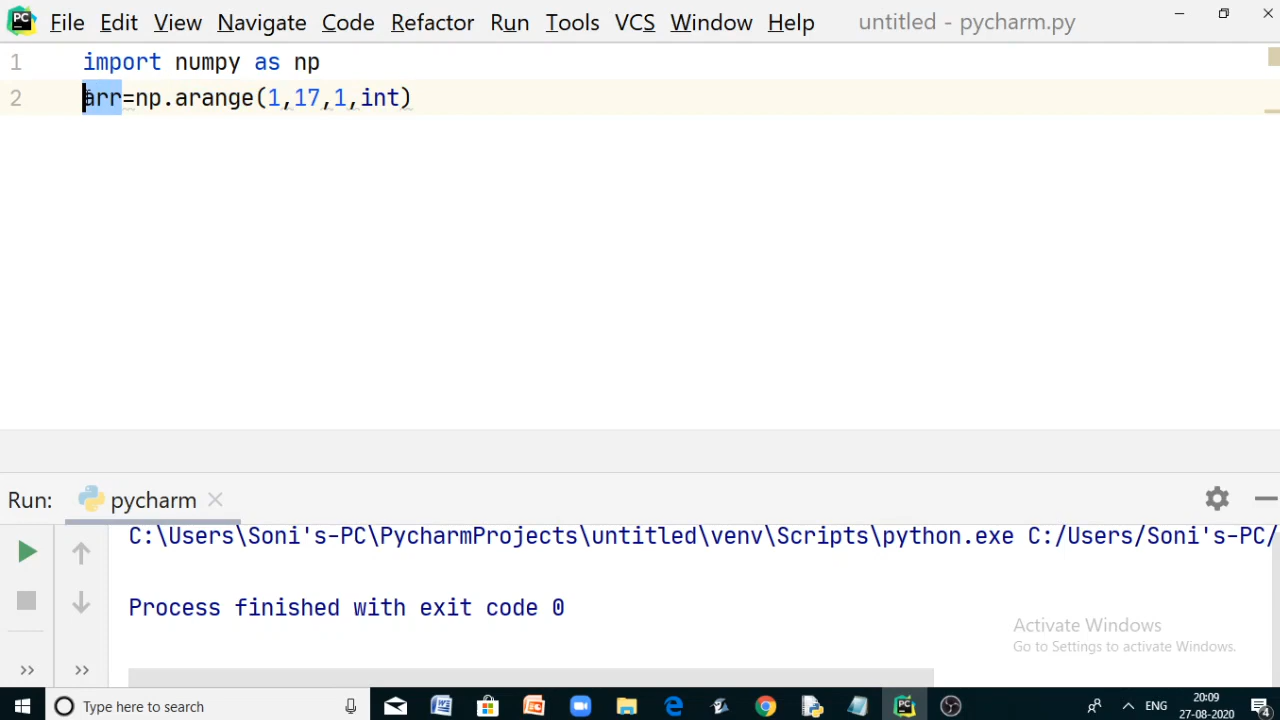 PC File Edit View Navigate Code Refactor Run Tools VCS Window Help untitled - pycharm.py
1 import numpy as np
2 arr=np.arange(1,17,1,int)
Run: pycharm
C:\Users\Soni's-PC\PycharmProjects\untitled\venv\Scripts\python.exe C:/Users/Soni's-PC/
Process finished with exit code 0
Activate Windows
Go to Settings to activate Windows.
Type here to search
ENG
20:09
27-08-2020
4